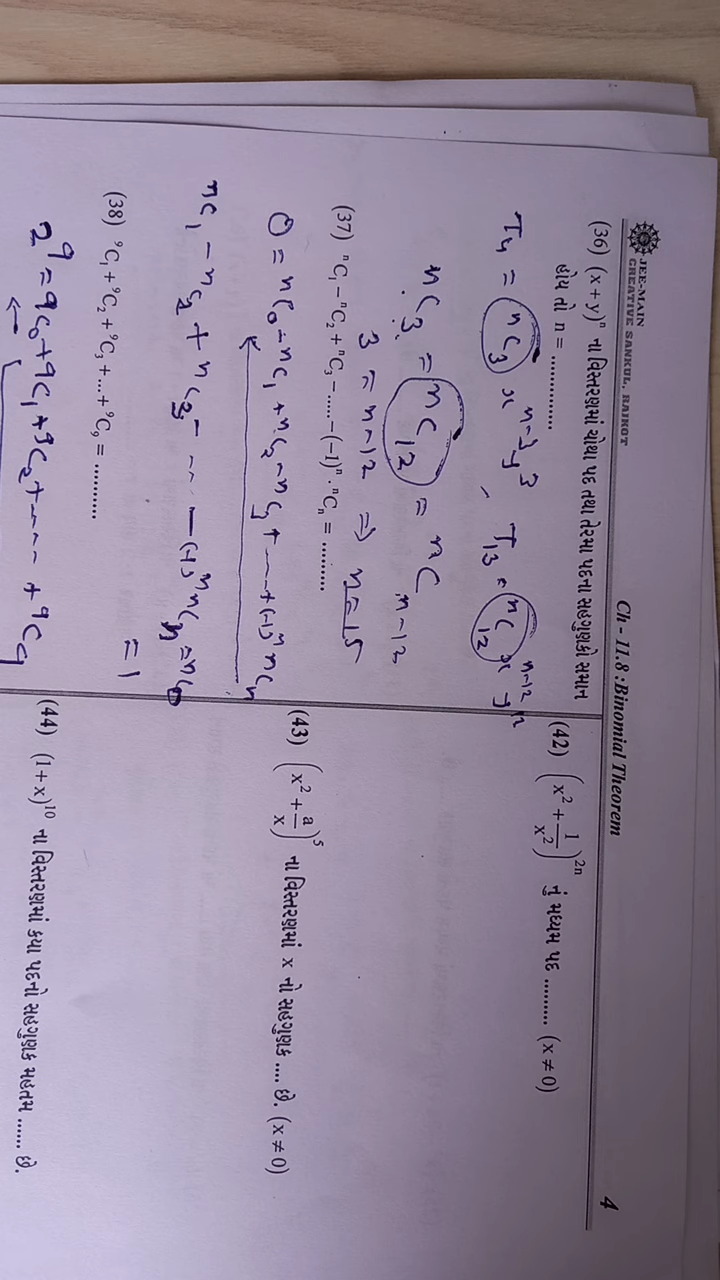 JEE-MAIN
CREATIVE SANKUL, RAJKOT
Ch - 11.8 : Binomial Theorem
4
(36) (x + y)ⁿ ના વિસ્તરણમાં ચોથા પદ તથા તેરમા પદના સહગુણકો સમાન
હોય તો n = ...............
T₄ = ⁿC₃ xⁿ⁻³y³, T₁₃ = ⁿC₁₂ xⁿ⁻¹² y¹²
ⁿC₃ = ⁿC₁₂ = ⁿCₙ₋₁₂
3 = n-12 ⇒ n=15
(37) ⁿC₁ – ⁿC₂ + ⁿC₃ – ...... – (–1)ⁿ · ⁿCₙ = ..........
0 = ⁿC₀ - ⁿC₁ + ⁿC₂ - ⁿC₃ + ---- + (-1)ⁿ ⁿCₙ
ⁿC₁ - ⁿC₂ + ⁿC₃ - ---- - (-1)ⁿ ⁿCₙ = ⁿC₀
= 1
(38) ⁹C₁ + ⁹C₂ + ⁹C₃ + ... + ⁹C₉ = ...........
2⁹ = ⁹C₀ + ⁹C₁ + ⁹C₂ + ---- + ⁹C₉
(42) (x² + 1/x²)²ⁿ નું મધ્યમ પદ .......... (x ≠ 0)
(43) (x² + a/x)⁵ ના વિસ્તરણમાં x નો સહગુણક .... છે. (x ≠ 0)
(44) (1 + x)¹⁰ ના વિસ્તરણમાં ક્યા પદનો સહગુણક મહત્તમ ...... છે.